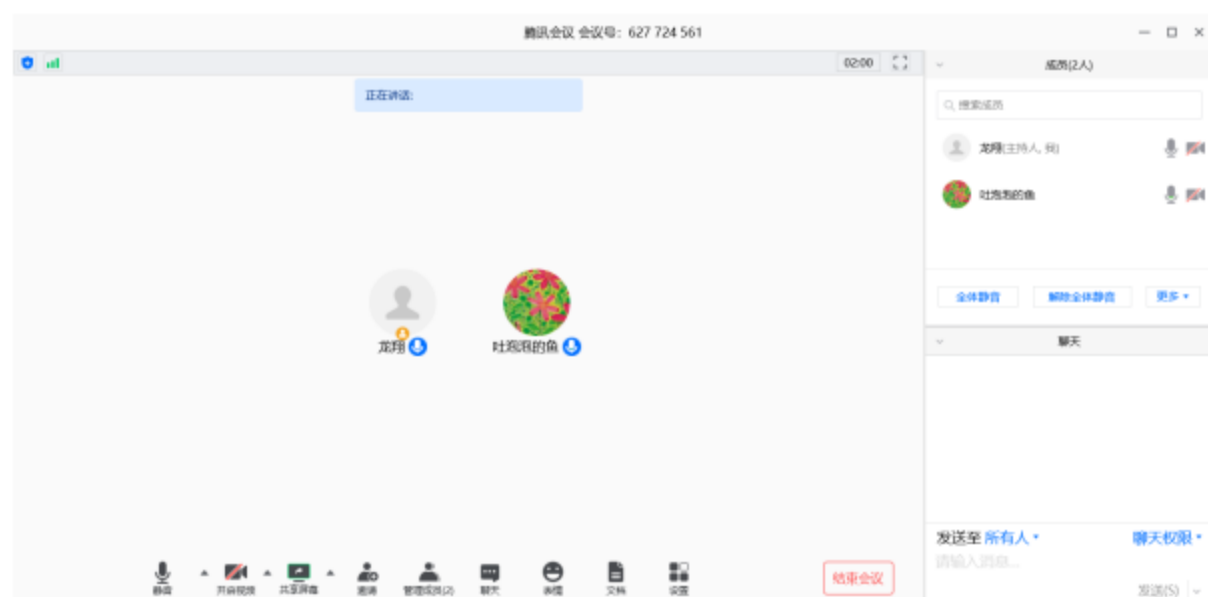 腾讯会议 会议号: 627 724 561
02:00
成员(2人)
正在讲话:
搜索成员
龙翔(主持人, 我)
吐泡泡的鱼
全体静音
解除全体静音
更多
龙翔
吐泡泡的鱼
聊天
发送至 所有人
聊天权限
请输入消息...
静音
开启视频
共享屏幕
邀请
管理成员(2)
聊天
表情
文档
设置
结束会议
发送(S)